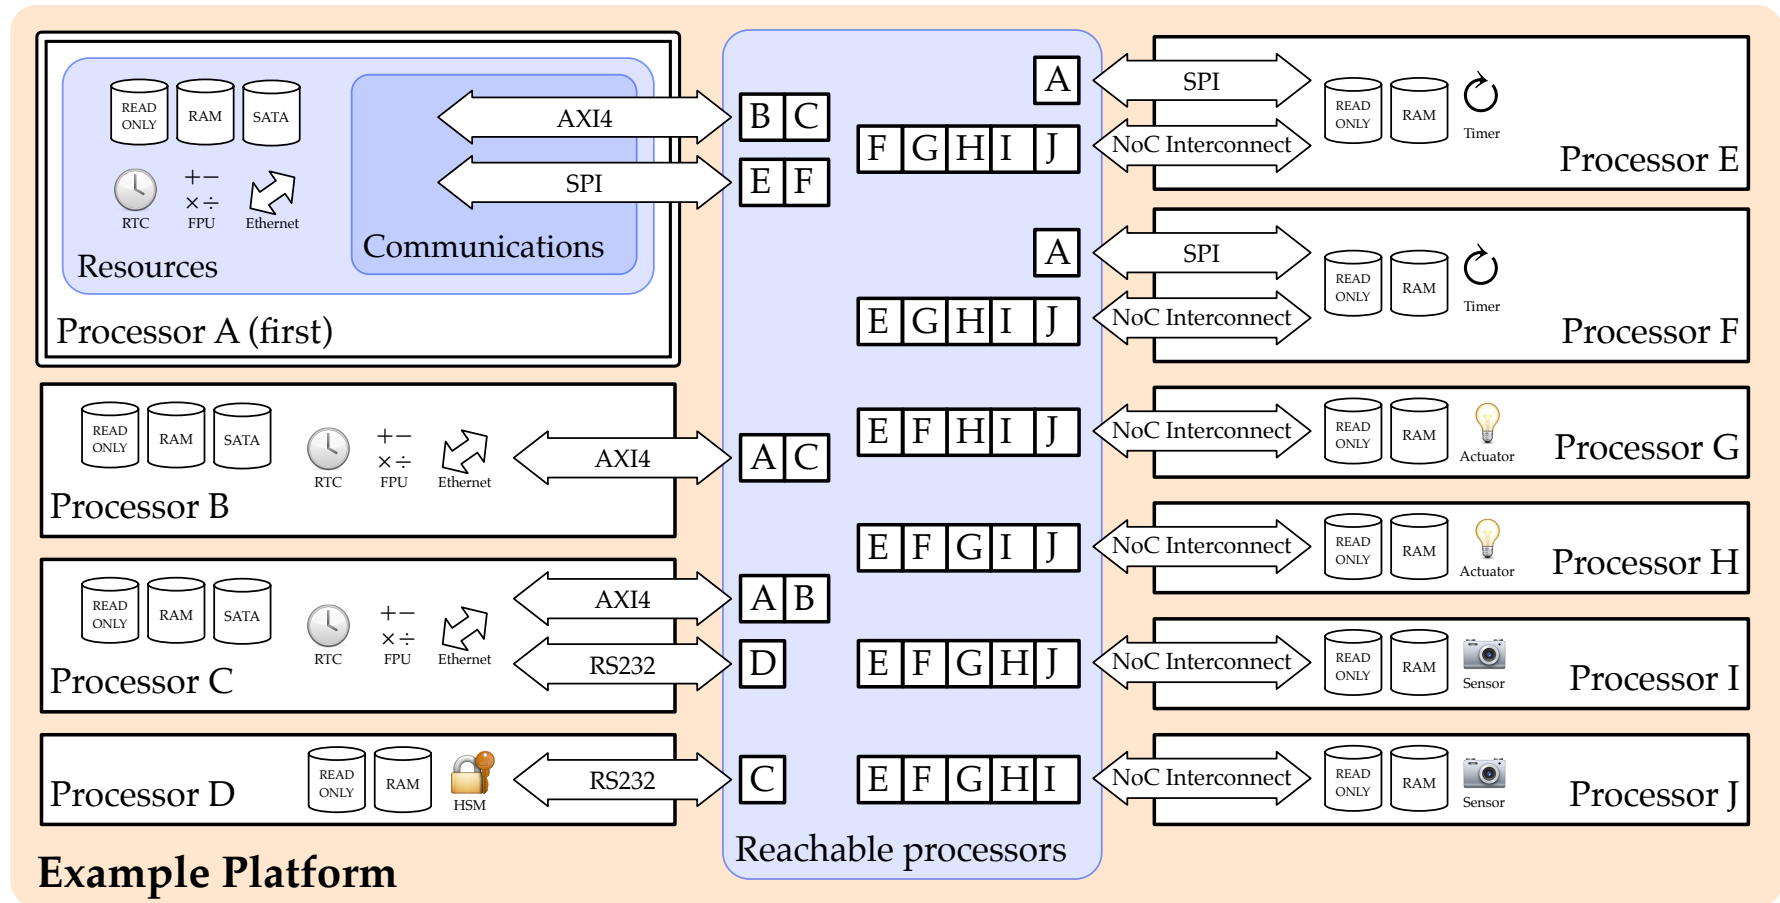 READ
ONLY
RAM
SATA
RTC
+−
×÷
FPU
Ethernet
Resources
AXI4
SPI
Communications
Processor A (first)
B C
E F
READ
ONLY
RAM
SATA
RTC
+−
×÷
FPU
Ethernet
AXI4
A C
Processor B
READ
ONLY
RAM
SATA
RTC
+−
×÷
FPU
Ethernet
AXI4
A B
RS232
D
Processor C
Processor D
READ
ONLY
RAM
HSM
RS232
C
A
SPI
F G H I J
NoC Interconnect
READ
ONLY
RAM
Timer
Processor E
A
SPI
E G H I J
NoC Interconnect
READ
ONLY
RAM
Timer
Processor F
E F H I J
NoC Interconnect
READ
ONLY
RAM
Actuator
Processor G
E F G I J
NoC Interconnect
READ
ONLY
RAM
Actuator
Processor H
E F G H J
NoC Interconnect
READ
ONLY
RAM
Sensor
Processor I
E F G H I
NoC Interconnect
READ
ONLY
RAM
Sensor
Processor J
Reachable processors
Example Platform